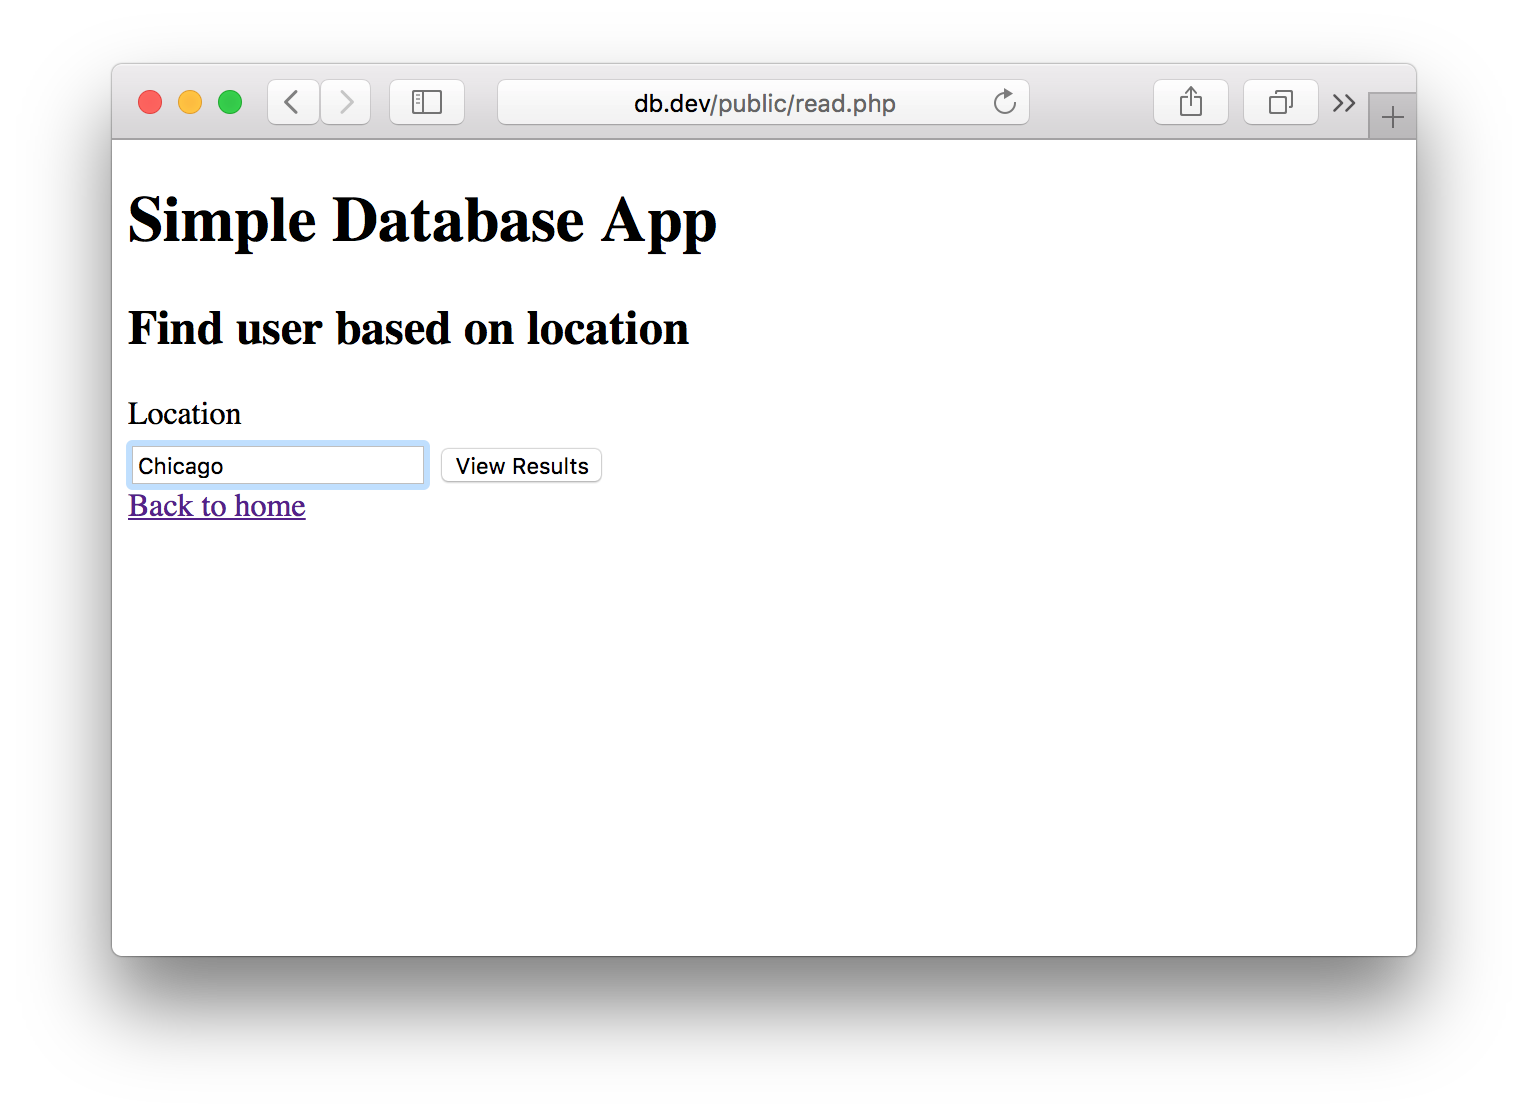 db.dev/public/read.php
Simple Database App
Find user based on location
Location
Chicago View Results
Back to home